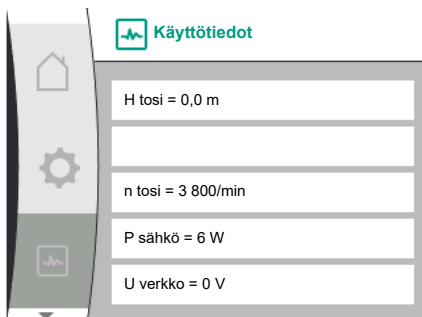 Käyttötiedot
H tosi = 0,0 m
n tosi = 3 800/min
P sähkö = 6 W
U verkko = 0 V